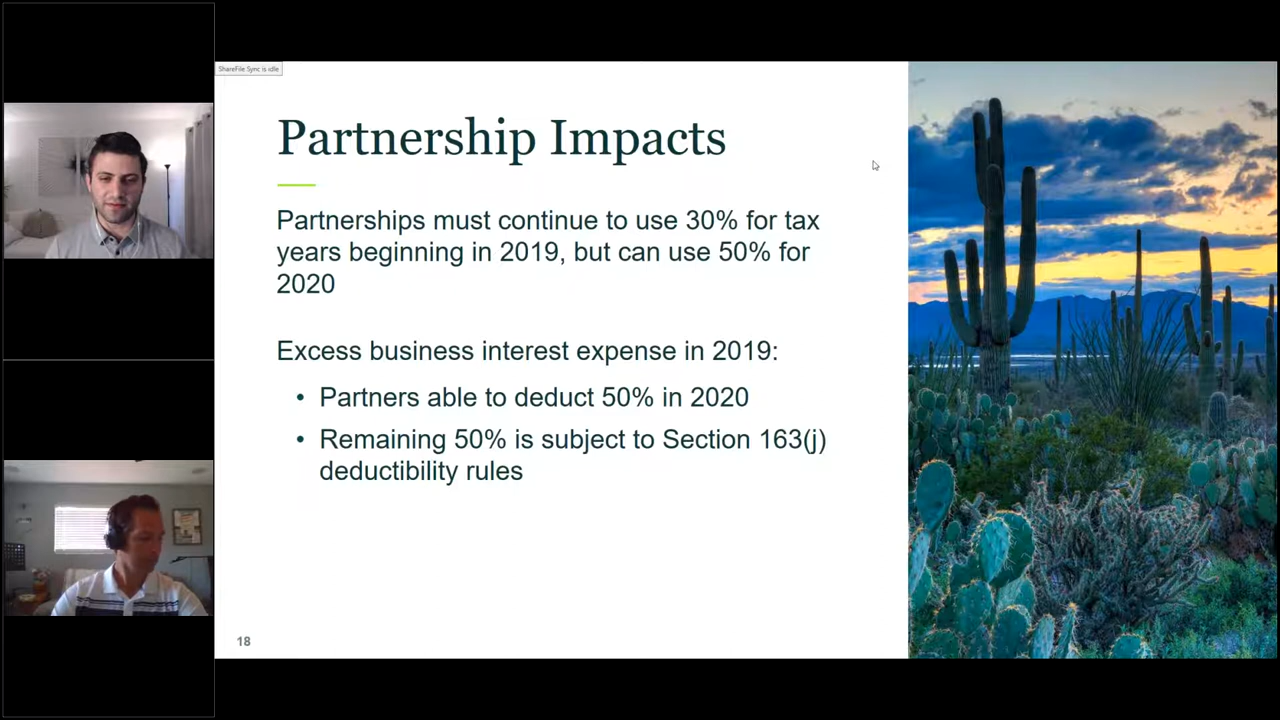 ShareFile Sync is idle
Partnership Impacts
Partnerships must continue to use 30% for tax
years beginning in 2019, but can use 50% for
2020
Excess business interest expense in 2019:
• Partners able to deduct 50% in 2020
• Remaining 50% is subject to Section 163(j)
deductibility rules
18